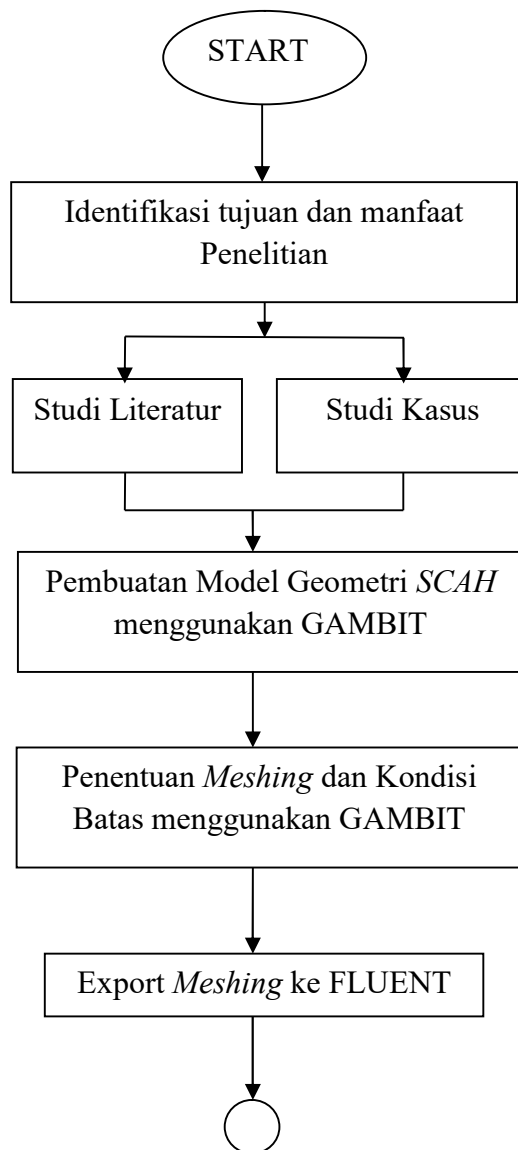 START
Identifikasi tujuan dan manfaat
Penelitian
Studi Literatur
Studi Kasus
Pembuatan Model Geometri SCAH
menggunakan GAMBIT
Penentuan Meshing dan Kondisi
Batas menggunakan GAMBIT
Export Meshing ke FLUENT